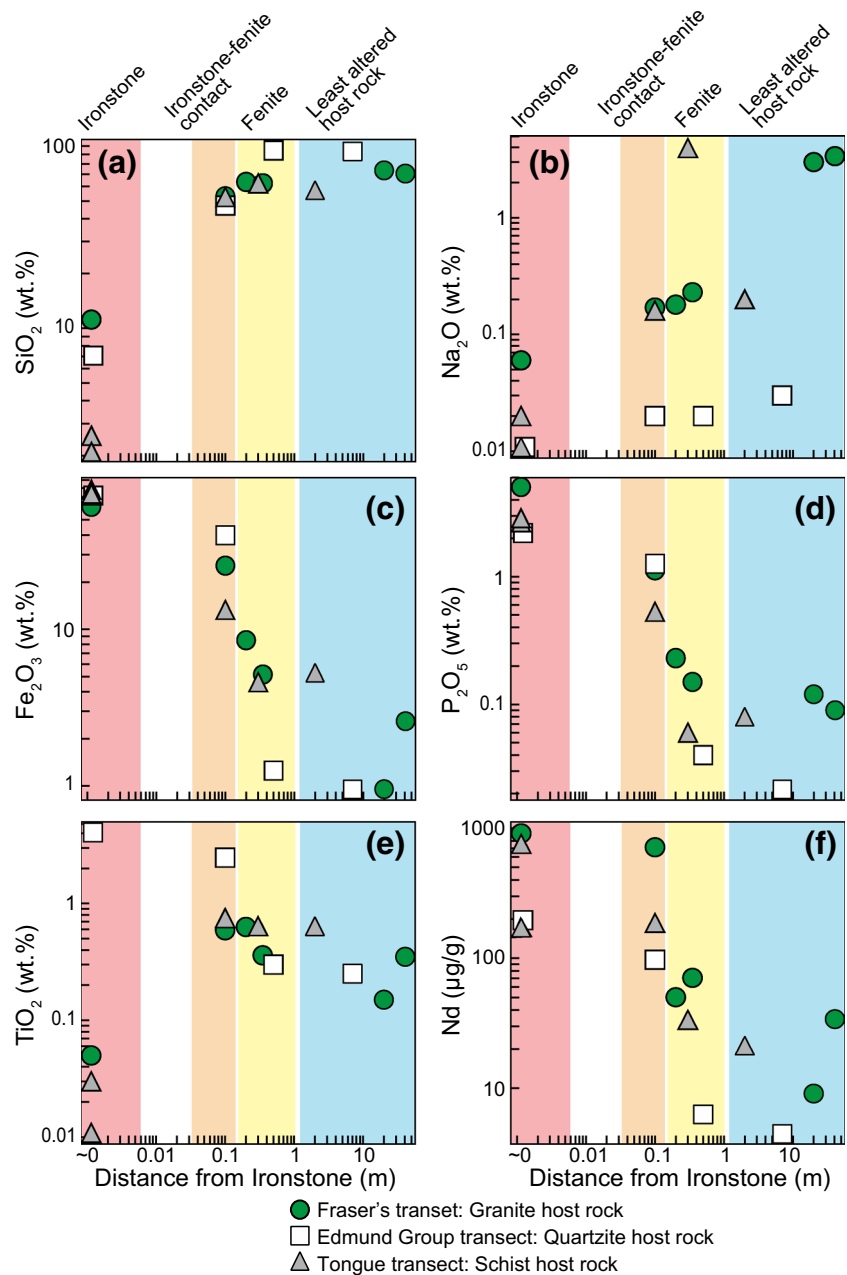 Ironstone
Ironstone-fenite
contact
Fenite
Least altered
host rock
Ironstone
Ironstone-fenite
contact
Fenite
Least altered
host rock
(a)
100
10
SiO₂ (wt.%)
(b)
1
0.1
0.01
Na₂O (wt.%)
(c)
10
1
Fe₂O₃ (wt.%)
(d)
1
0.1
P₂O₅ (wt.%)
(e)
1
0.1
0.01
TiO₂ (wt.%)
~0 0.01 0.1 1 10
Distance from Ironstone (m)
(f)
1000
100
10
Nd (µg/g)
~0 0.01 0.1 1 10
Distance from Ironstone (m)
Fraser's transet: Granite host rock
Edmund Group transect: Quartzite host rock
Tongue transect: Schist host rock